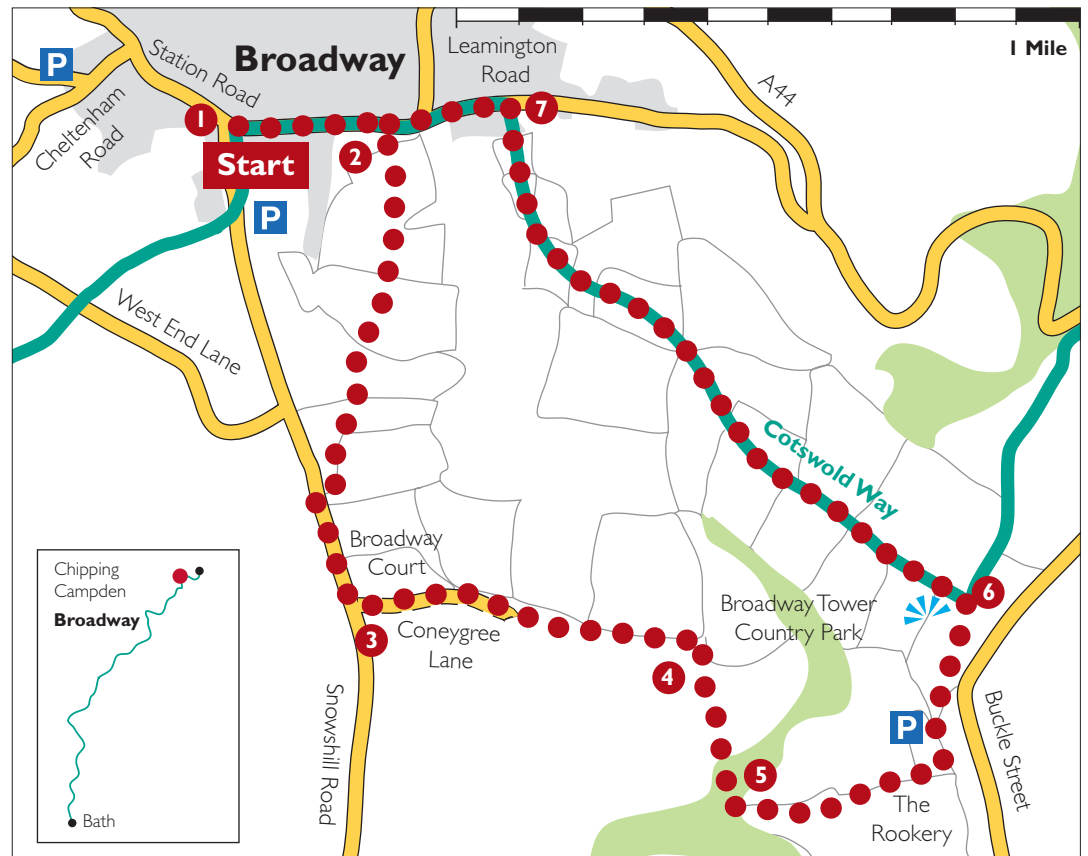 P
Station Road
Broadway
Leamington
Road
1 Mile
A44
Cheltenham
Road
1
Start
2
7
P
West End Lane
Cotswold Way
Broadway
Court
3
Coneygree
Lane
4
Broadway Tower
Country Park
6
P
5
Snowshill Road
Buckle Street
The
Rookery
Chipping
Campden
Broadway
Bath